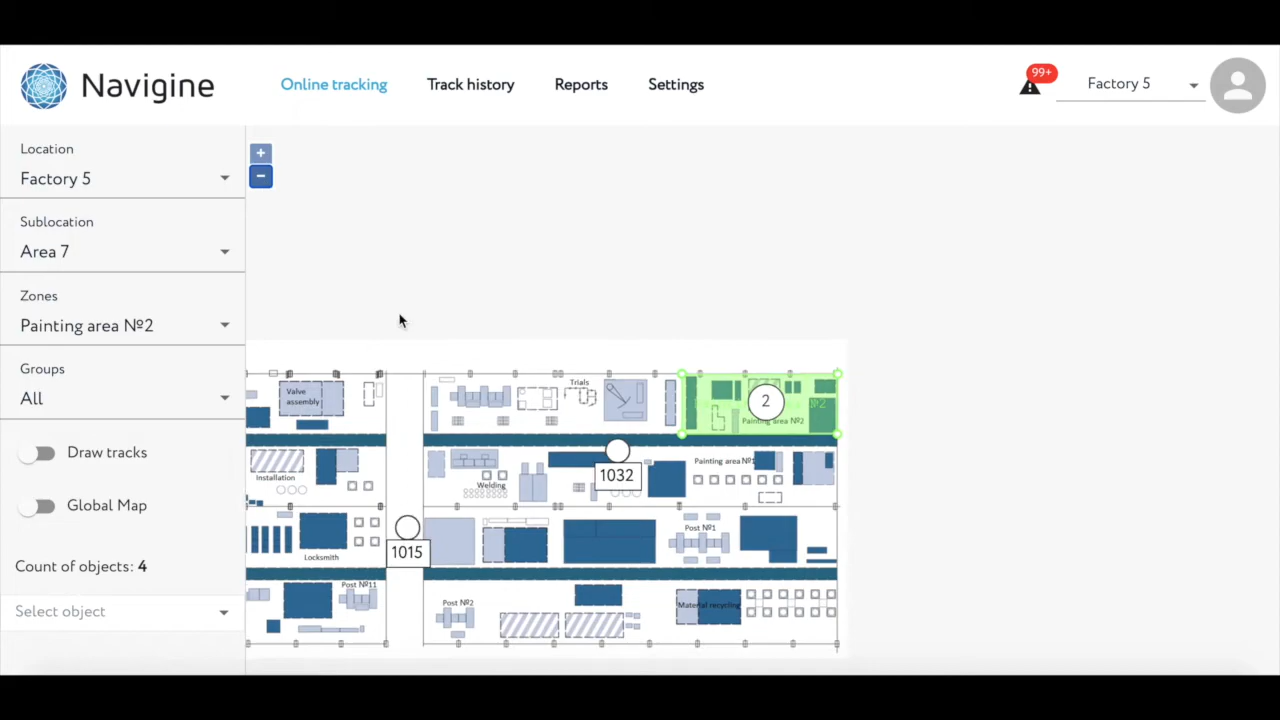 Navigine
Online tracking
Track history
Reports
Settings
99+
Factory 5
Location
Factory 5
+
−
Sublocation
Area 7
Zones
Painting area №2
Groups
All
Draw tracks
Global Map
Count of objects: 4
Select object
Valve
assembly
Trials
2
Painting area №2
Installation
Welding
1032
Painting area №1
1015
Locksmith
Post №1
Post №11
Post №2
Material recycling